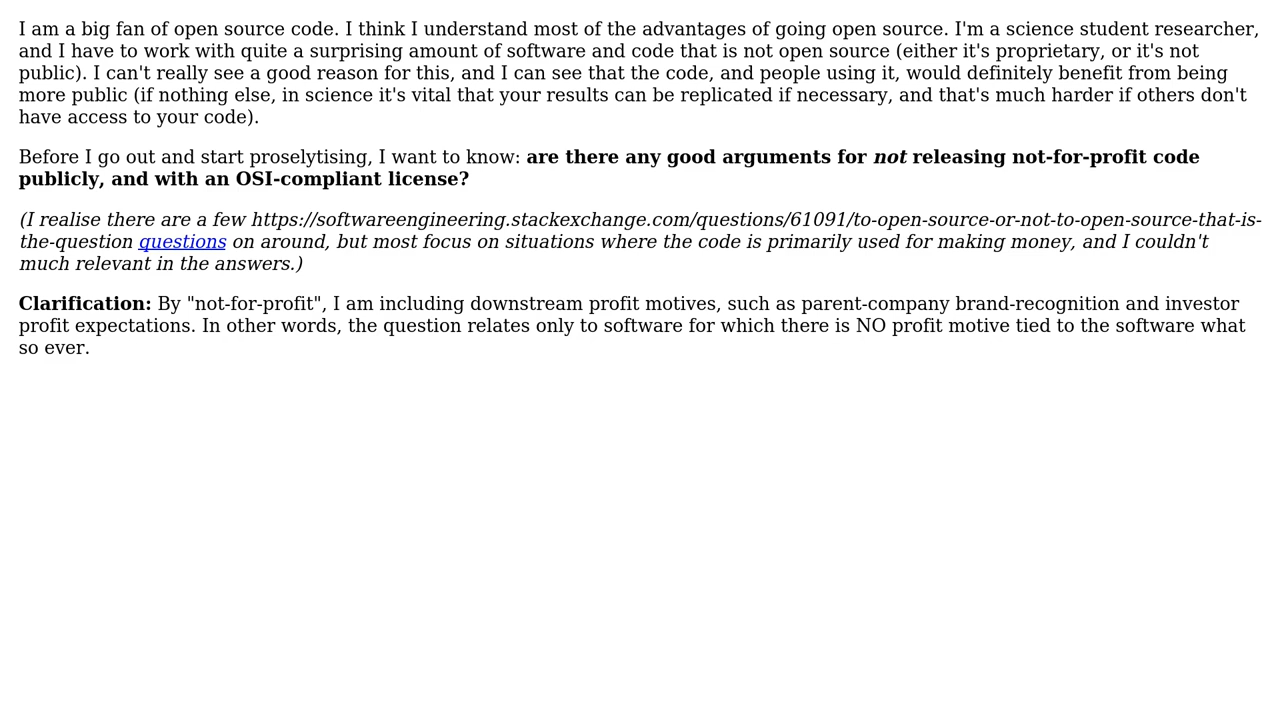 I am a big fan of open source code. I think I understand most of the advantages of going open source. I'm a science student researcher,
and I have to work with quite a surprising amount of software and code that is not open source (either it's proprietary, or it's not
public). I can't really see a good reason for this, and I can see that the code, and people using it, would definitely benefit from being
more public (if nothing else, in science it's vital that your results can be replicated if necessary, and that's much harder if others don't
have access to your code).
Before I go out and start proselytising, I want to know: are there any good arguments for not releasing not-for-profit code
publicly, and with an OSI-compliant license?
(I realise there are a few https://softwareengineering.stackexchange.com/questions/61091/to-open-source-or-not-to-open-source-that-is-
the-question questions on around, but most focus on situations where the code is primarily used for making money, and I couldn't
much relevant in the answers.)
Clarification: By "not-for-profit", I am including downstream profit motives, such as parent-company brand-recognition and investor
profit expectations. In other words, the question relates only to software for which there is NO profit motive tied to the software what
so ever.